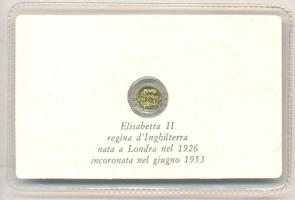 Elisabetta II
regina d'Inghilterra
nata a Londra nel 1926
incoronata nel giugno 1953